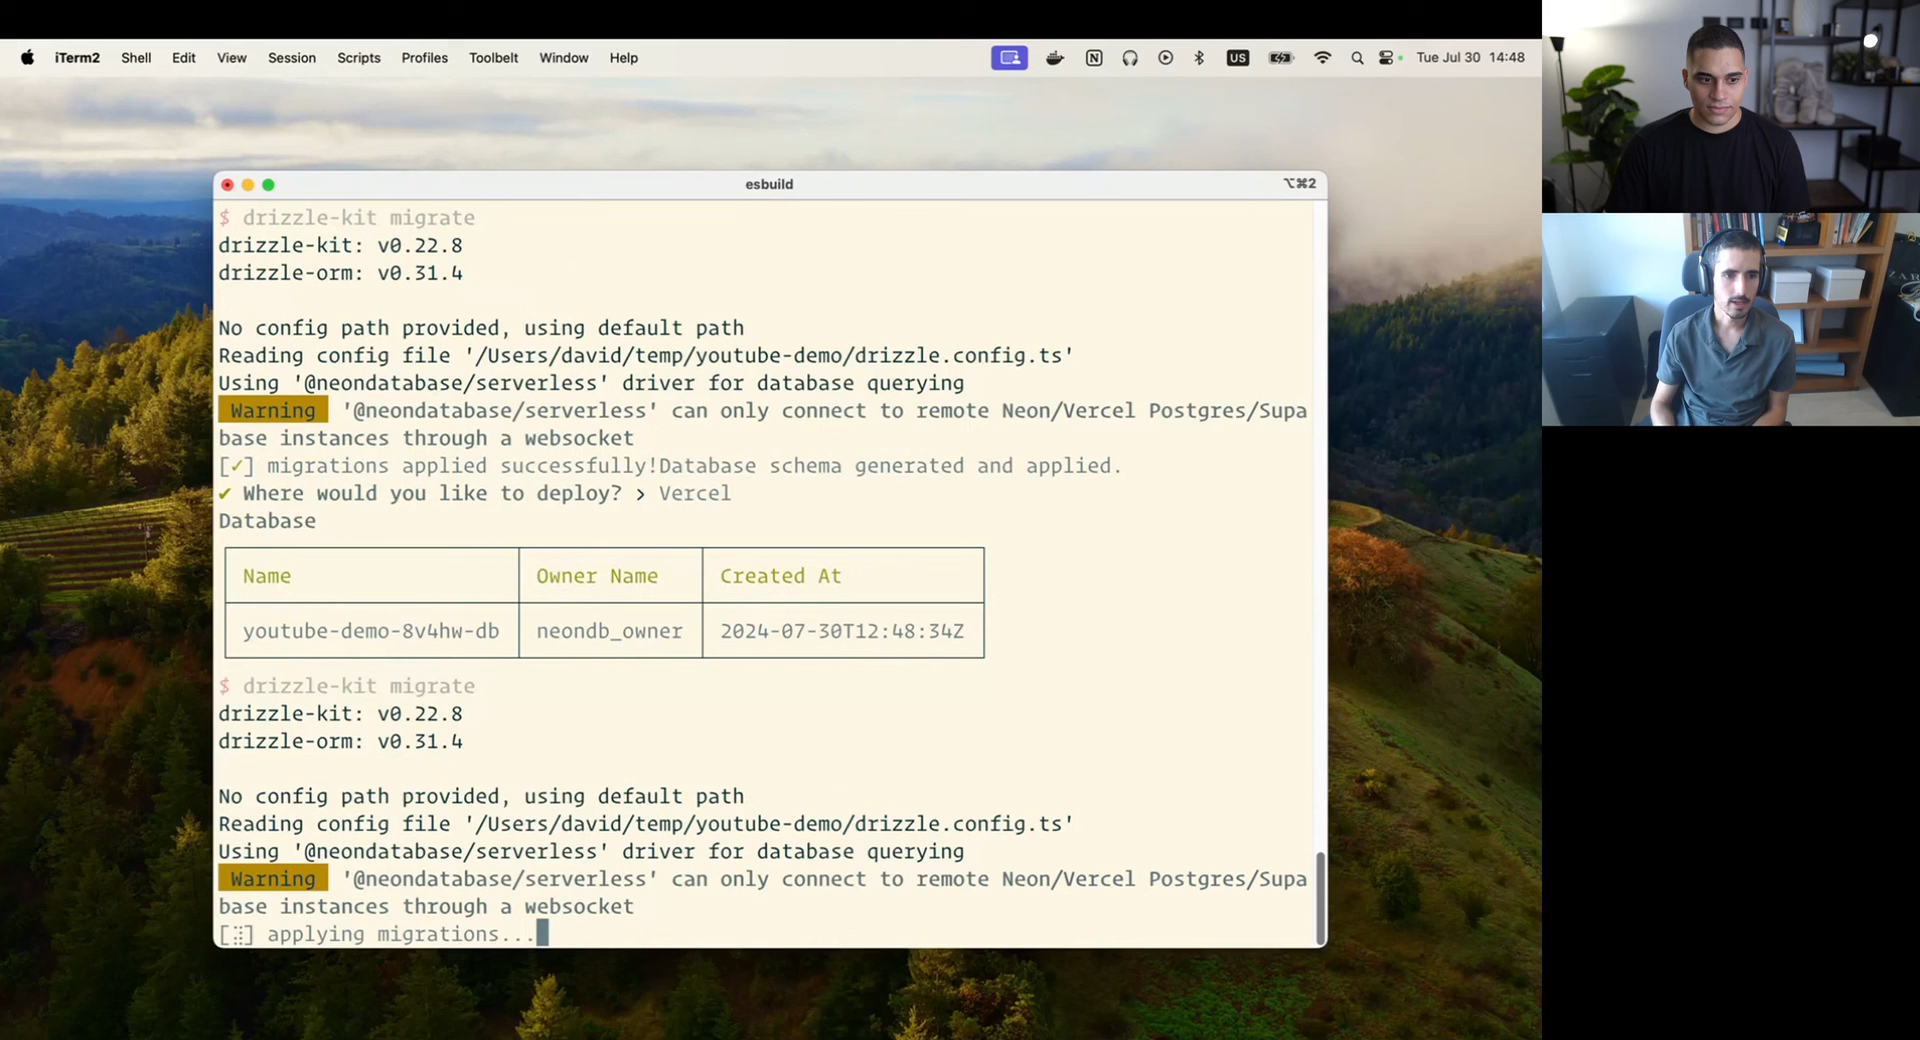 iTerm2 Shell Edit View Session Scripts Profiles Toolbelt Window Help US Tue Jul 30 14:48
esbuild ⌥⌘2
$ drizzle-kit migrate
drizzle-kit: v0.22.8
drizzle-orm: v0.31.4
No config path provided, using default path
Reading config file '/Users/david/temp/youtube-demo/drizzle.config.ts'
Using '@neondatabase/serverless' driver for database querying
Warning '@neondatabase/serverless' can only connect to remote Neon/Vercel Postgres/Supa
base instances through a websocket
[✓] migrations applied successfully!Database schema generated and applied.
✔ Where would you like to deploy? › Vercel
Database
Name Owner Name Created At
youtube-demo-8v4hw-db neondb_owner 2024-07-30T12:48:34Z
$ drizzle-kit migrate
drizzle-kit: v0.22.8
drizzle-orm: v0.31.4
No config path provided, using default path
Reading config file '/Users/david/temp/youtube-demo/drizzle.config.ts'
Using '@neondatabase/serverless' driver for database querying
Warning '@neondatabase/serverless' can only connect to remote Neon/Vercel Postgres/Supa
base instances through a websocket
[⣷] applying migrations...